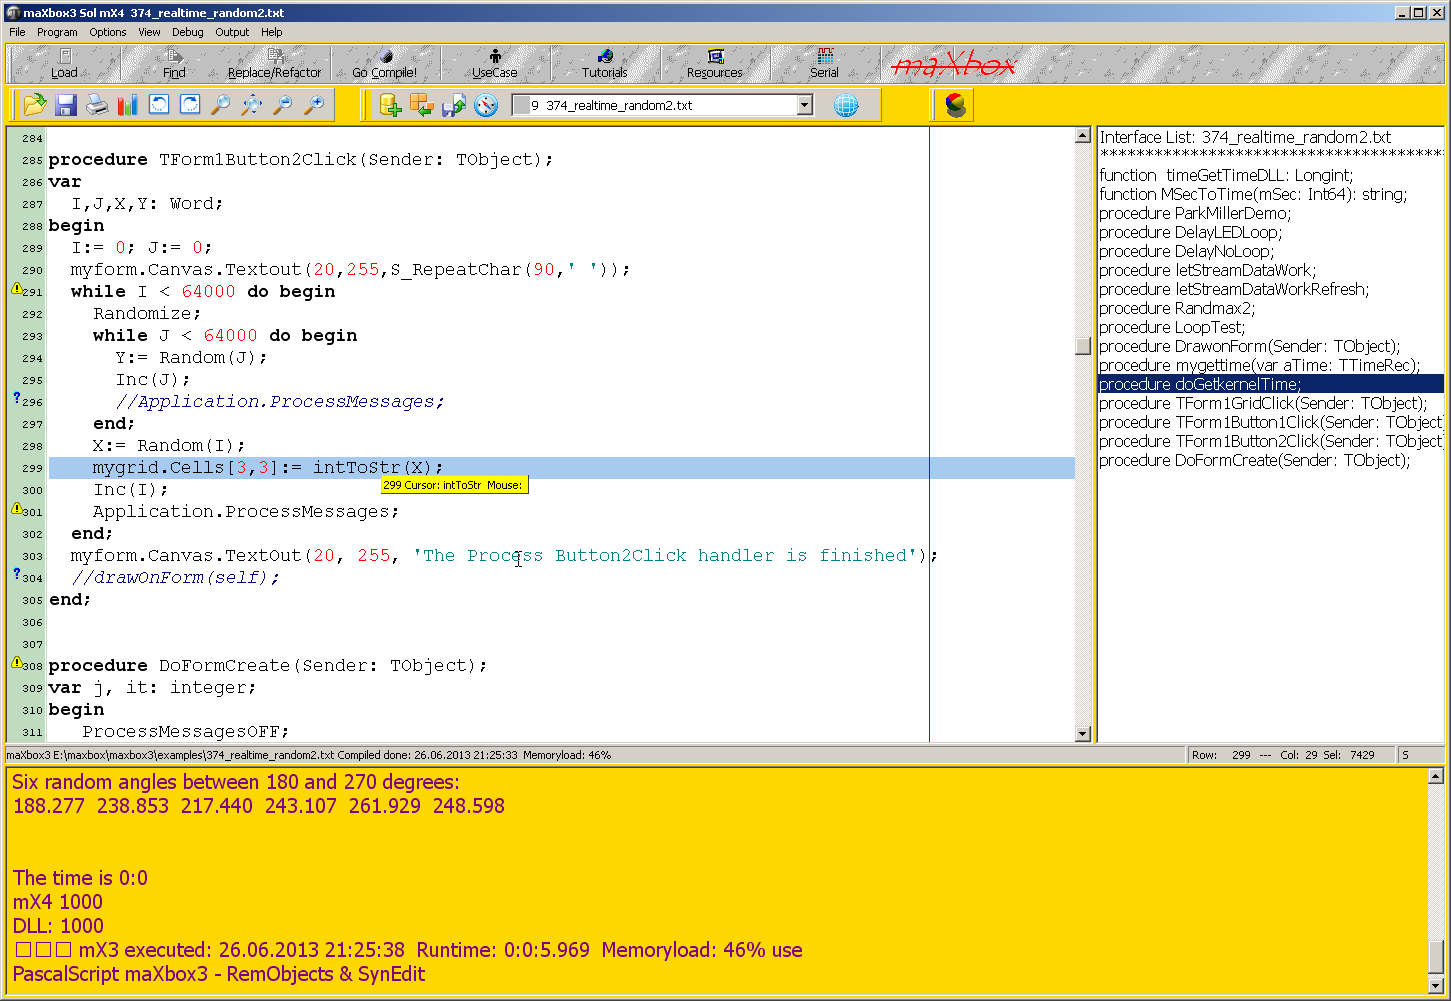 maXbox3 Sol mX4  374_realtime_random2.txt
File Program Options View Debug Output Help
Load Find Replace/Refactor Go Compile! UseCase Tutorials Resources Serial maXbox
9  374_realtime_random2.txt
284
285 procedure TForm1Button2Click(Sender: TObject);
286 var
287   I,J,X,Y: Word;
288 begin
289   I:= 0; J:= 0;
290   myform.Canvas.Textout(20,255,S_RepeatChar(90,' '));
291   while I < 64000 do begin
292     Randomize;
293     while J < 64000 do begin
294       Y:= Random(J);
295       Inc(J);
296       //Application.ProcessMessages;
297     end;
298     X:= Random(I);
299     mygrid.Cells[3,3]:= intToStr(X);
299 Cursor: intToStr  Mouse:
300     Inc(I);
301     Application.ProcessMessages;
302   end;
303   myform.Canvas.TextOut(20, 255, 'The Process Button2Click handler is finished');
304   //drawOnForm(self);
305 end;
306
307
308 procedure DoFormCreate(Sender: TObject);
309 var j, it: integer;
310 begin
311    ProcessMessagesOFF;
Interface List: 374_realtime_random2.txt
****************************************
function  timeGetTimeDLL: Longint;
function MSecToTime(mSec: Int64): string;
procedure ParkMillerDemo;
procedure DelayLEDLoop;
procedure DelayNoLoop;
procedure letStreamDataWork;
procedure letStreamDataWorkRefresh;
procedure Randmax2;
procedure LoopTest;
procedure DrawonForm(Sender: TObject);
procedure mygettime(var aTime: TTimeRec);
procedure doGetkernelTime;
procedure TForm1GridClick(Sender: TObject);
procedure TForm1Button1Click(Sender: TObject
procedure TForm1Button2Click(Sender: TObject
procedure DoFormCreate(Sender: TObject);
maXbox3 E:\maxbox\maxbox3\examples\374_realtime_random2.txt Compiled done: 26.06.2013 21:25:33  Memoryload: 46%
Row:   299  ---  Col:  29  Sel:   7429 S
Six random angles between 180 and 270 degrees:
188.277  238.853  217.440  243.107  261.929  248.598
The time is 0:0
mX4 1000
DLL: 1000
□□□ mX3 executed: 26.06.2013 21:25:38  Runtime: 0:0:5.969  Memoryload: 46% use
PascalScript maXbox3 - RemObjects & SynEdit